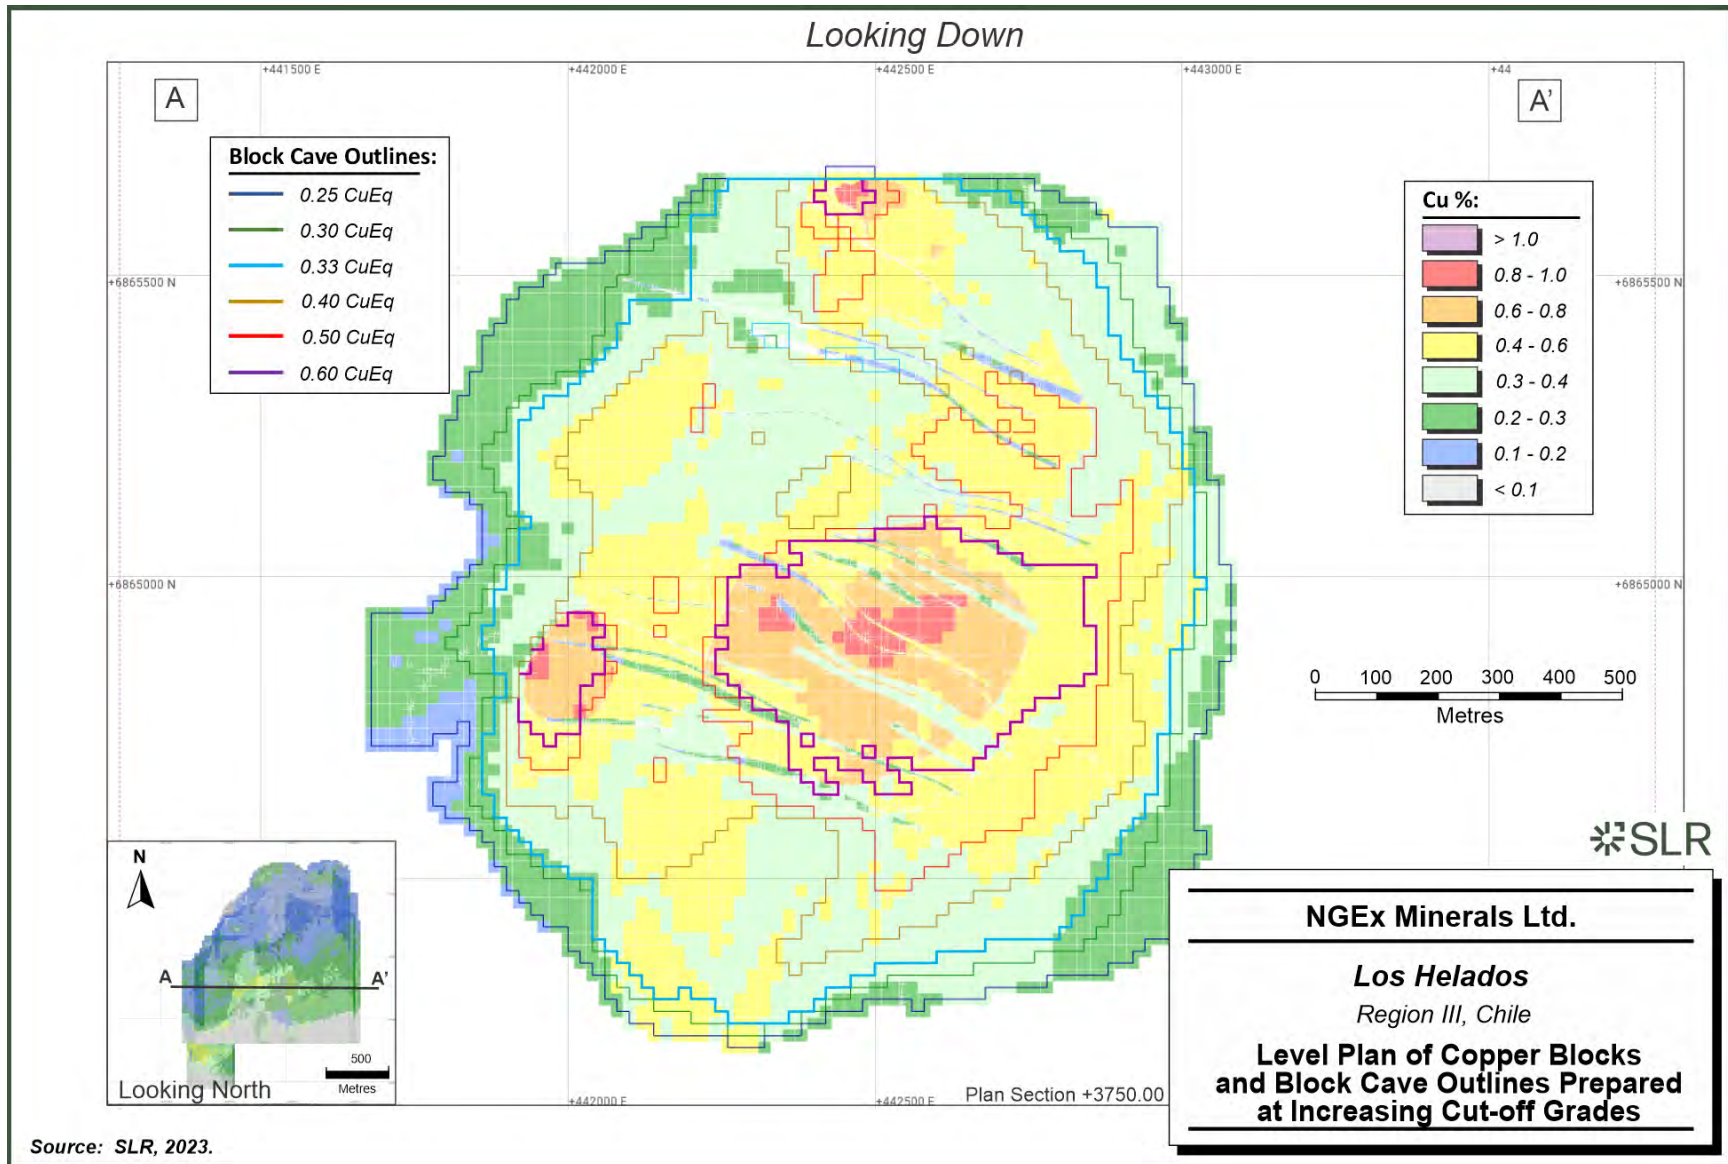 Looking Down
+441500 E
+442000 E
+442500 E
+443000 E
+44
A
A'
Block Cave Outlines:
0.25 CuEq
0.30 CuEq
0.33 CuEq
0.40 CuEq
0.50 CuEq
0.60 CuEq
Cu %:
> 1.0
0.8 - 1.0
0.6 - 0.8
0.4 - 0.6
0.3 - 0.4
0.2 - 0.3
0.1 - 0.2
< 0.1
+6865500 N
+6865500 N
+6865000 N
+6865000 N
0 100 200 300 400 500
Metres
SLR
N
A
A'
500
Metres
Looking North
+442000 E
+442500 E
Plan Section +3750.00
NGEx Minerals Ltd.
Los Helados
Region III, Chile
Level Plan of Copper Blocks
and Block Cave Outlines Prepared
at Increasing Cut-off Grades
Source: SLR, 2023.